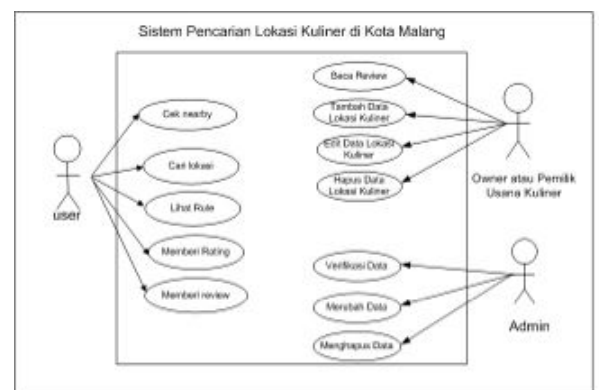 Sistem Pencarian Lokasi Kuliner di Kota Malang
Cek nearby
Cari lokasi
Lihat Rute
Memberi Rating
Memberi review
user
Baca Review
Tambah Data
Lokasi Kuliner
Edit Data Lokasi
Kuliner
Hapus Data
Lokasi Kuliner
Owner atau Pemilik
Usaha Kuliner
Verifikasi Data
Merubah Data
Menghapus Data
Admin